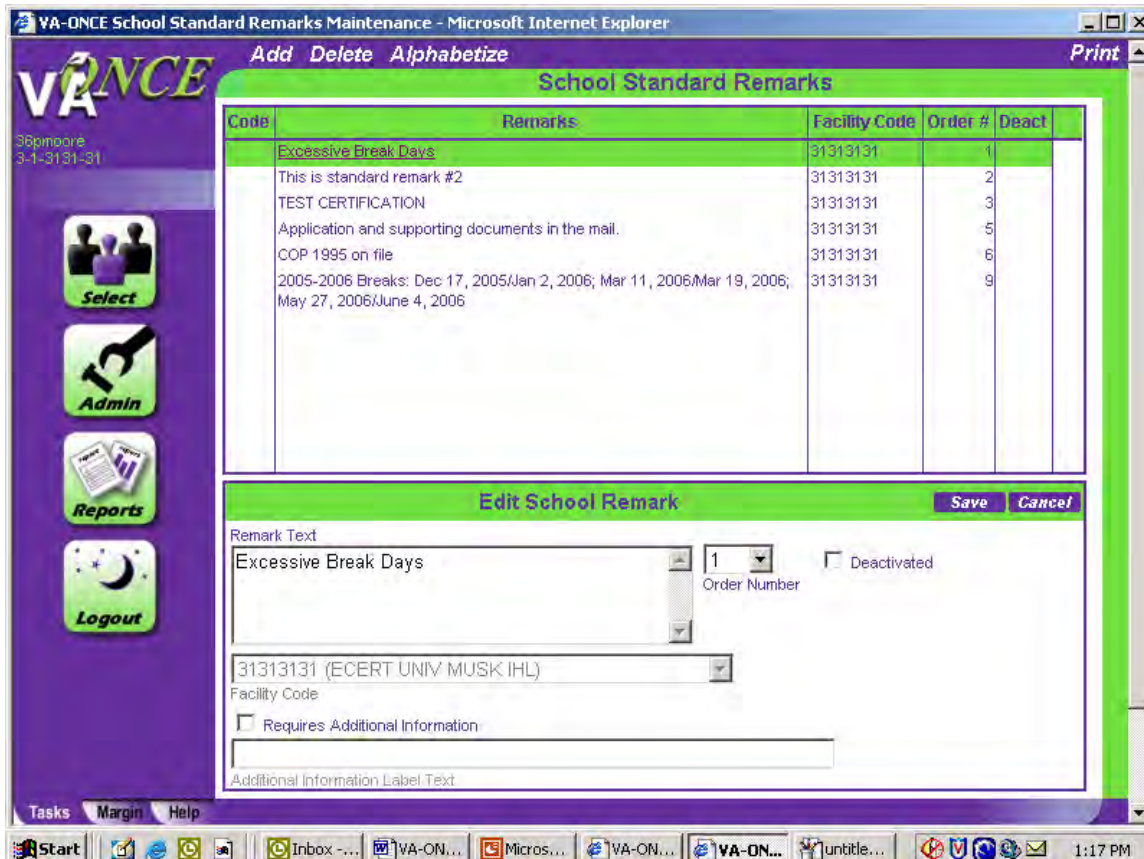 VA-ONCE School Standard Remarks Maintenance - Microsoft Internet Explorer
VA ONCE
Add Delete Alphabetize Print
School Standard Remarks
36pmoore
3-1-3131-31
Code Remarks Facility Code Order # Deact
Excessive Break Days 31313131 1
This is standard remark #2 31313131 2
TEST CERTIFICATION 31313131 3
Application and supporting documents in the mail. 31313131 5
COP 1995 on file 31313131 6
2005-2006 Breaks: Dec 17, 2005/Jan 2, 2006; Mar 11, 2006/Mar 19, 2006; 31313131 9
May 27, 2006/June 4, 2006
Select
Admin
Reports
Logout
Edit School Remark Save Cancel
Remark Text
Excessive Break Days 1 Deactivated
Order Number
31313131 (ECERT UNIV MUSK IHL)
Facility Code
Requires Additional Information
Additional Information Label Text
Tasks Margin Help
Start Inbox -... VA-ON... Micros... VA-ON... VA-ON... untitle... 1:17 PM